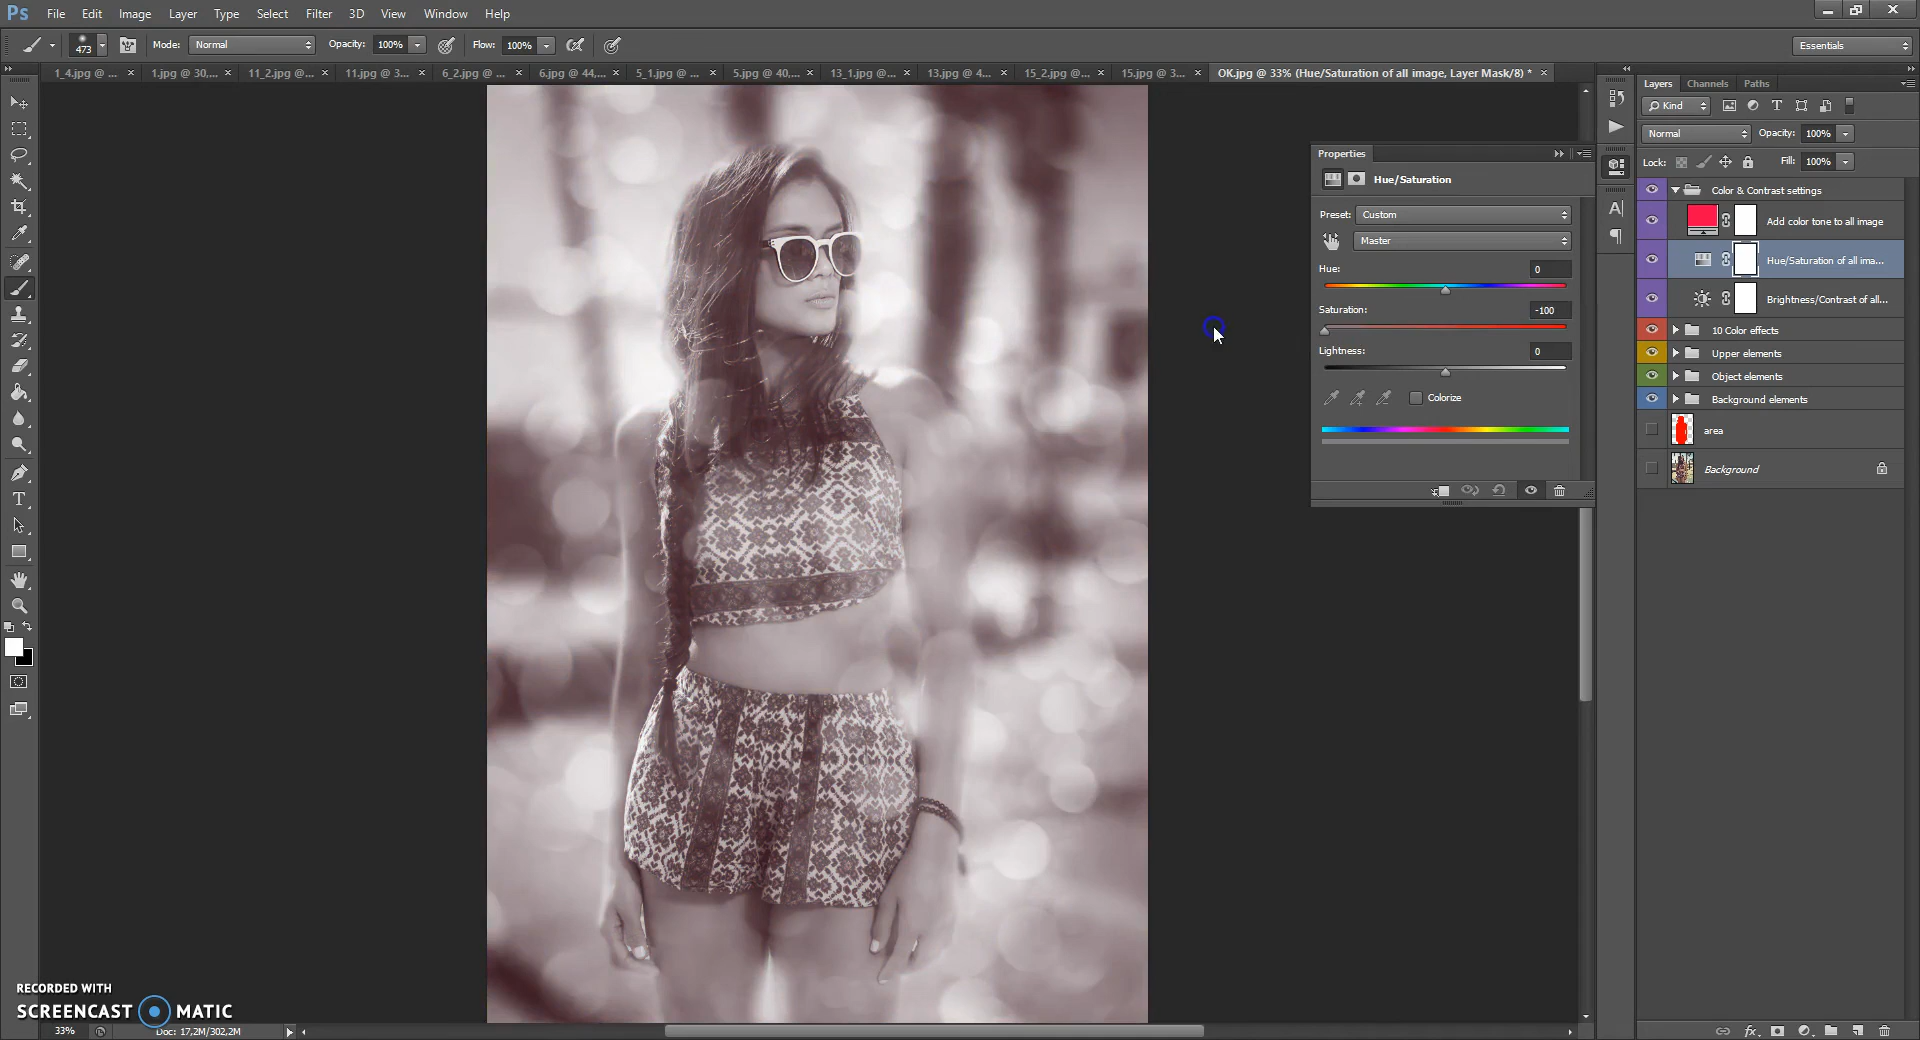 Ps File Edit Image Layer Type Select Filter 3D View Window Help
473 Mode: Normal Opacity: 100% Flow: 100% Essentials
1_4.jpg @ ... × 1.jpg @ 30,... × 11_2.jpg @... × 11.jpg @ 3... × 6_2.jpg @ ... × 6.jpg @ 44,... × 5_1.jpg @ ... × 5.jpg @ 40,... × 13_1.jpg @... × 13.jpg @ 4... × 15_2.jpg @... × 15.jpg @ 3... × OK.jpg @ 33% (Hue/Saturation of all image, Layer Mask/8) * ×
Layers Channels Paths
Kind
Normal Opacity: 100%
Lock: Fill: 100%
Properties
Hue/Saturation
Preset: Custom
Master
Hue: 0
Saturation: -100
Lightness: 0
Colorize
Color & Contrast settings
Add color tone to all image
Hue/Saturation of all ima...
Brightness/Contrast of all...
10 Color effects
Upper elements
Object elements
Background elements
area
Background
RECORDED WITH
SCREENCAST MATIC
33% Doc: 17,2M/302,2M